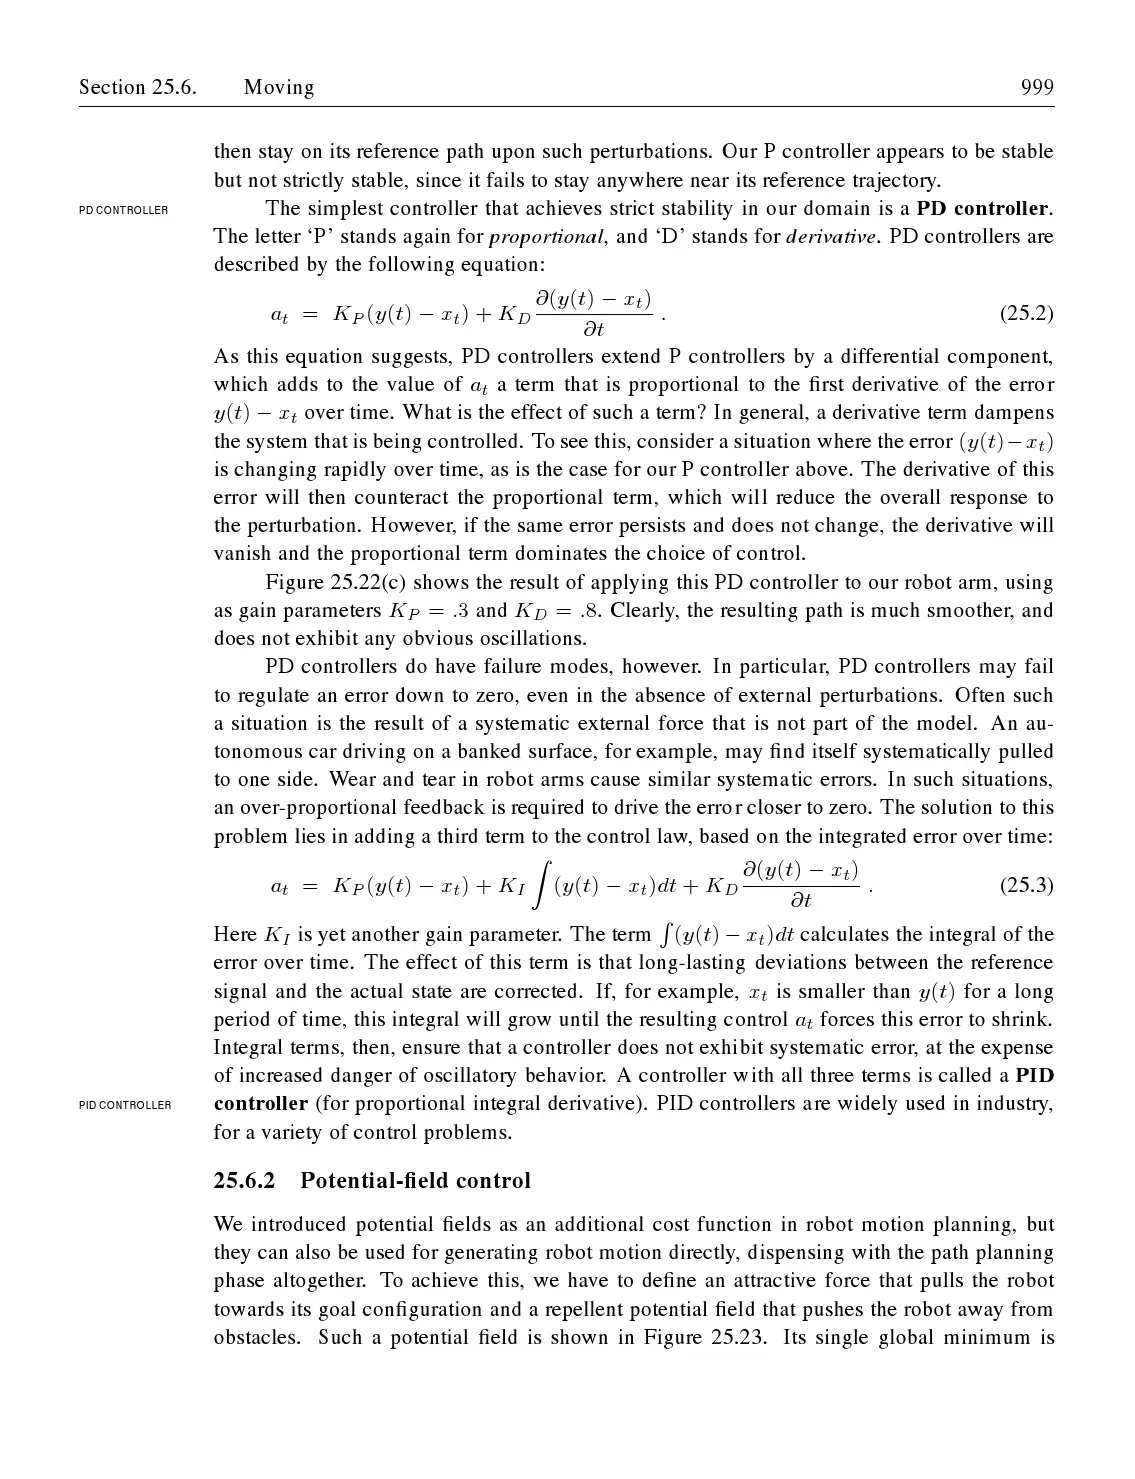 Section 25.6. Moving 999
then stay on its reference path upon such perturbations. Our P controller appears to be stable
but not strictly stable, since it fails to stay anywhere near its reference trajectory.
PD CONTROLLER The simplest controller that achieves strict stability in our domain is a PD controller.
The letter ‘P’ stands again for proportional, and ‘D’ stands for derivative. PD controllers are
described by the following equation:
a_t = K_P(y(t) − x_t) + K_D ∂(y(t) − x_t)/∂t . (25.2)
As this equation suggests, PD controllers extend P controllers by a differential component,
which adds to the value of a_t a term that is proportional to the first derivative of the error
y(t) − x_t over time. What is the effect of such a term? In general, a derivative term dampens
the system that is being controlled. To see this, consider a situation where the error (y(t)−x_t)
is changing rapidly over time, as is the case for our P controller above. The derivative of this
error will then counteract the proportional term, which will reduce the overall response to
the perturbation. However, if the same error persists and does not change, the derivative will
vanish and the proportional term dominates the choice of control.
Figure 25.22(c) shows the result of applying this PD controller to our robot arm, using
as gain parameters K_P = .3 and K_D = .8. Clearly, the resulting path is much smoother, and
does not exhibit any obvious oscillations.
PD controllers do have failure modes, however. In particular, PD controllers may fail
to regulate an error down to zero, even in the absence of external perturbations. Often such
a situation is the result of a systematic external force that is not part of the model. An au-
tonomous car driving on a banked surface, for example, may find itself systematically pulled
to one side. Wear and tear in robot arms cause similar systematic errors. In such situations,
an over-proportional feedback is required to drive the error closer to zero. The solution to this
problem lies in adding a third term to the control law, based on the integrated error over time:
a_t = K_P(y(t) − x_t) + K_I ∫ (y(t) − x_t)dt + K_D ∂(y(t) − x_t)/∂t . (25.3)
Here K_I is yet another gain parameter. The term ∫(y(t) − x_t)dt calculates the integral of the
error over time. The effect of this term is that long-lasting deviations between the reference
signal and the actual state are corrected. If, for example, x_t is smaller than y(t) for a long
period of time, this integral will grow until the resulting control a_t forces this error to shrink.
Integral terms, then, ensure that a controller does not exhibit systematic error, at the expense
of increased danger of oscillatory behavior. A controller with all three terms is called a PID
PID CONTROLLER controller (for proportional integral derivative). PID controllers are widely used in industry,
for a variety of control problems.
25.6.2 Potential-field control
We introduced potential fields as an additional cost function in robot motion planning, but
they can also be used for generating robot motion directly, dispensing with the path planning
phase altogether. To achieve this, we have to define an attractive force that pulls the robot
towards its goal configuration and a repellent potential field that pushes the robot away from
obstacles. Such a potential field is shown in Figure 25.23. Its single global minimum is